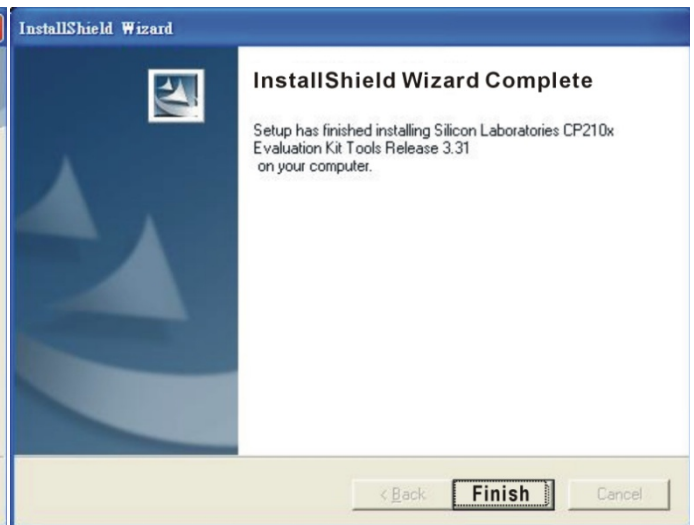 InstallShield Wizard
InstallShield Wizard Complete
Setup has finished installing Silicon Laboratories CP210x
Evaluation Kit Tools Release 3.31
on your computer.
< Back
Finish
Cancel